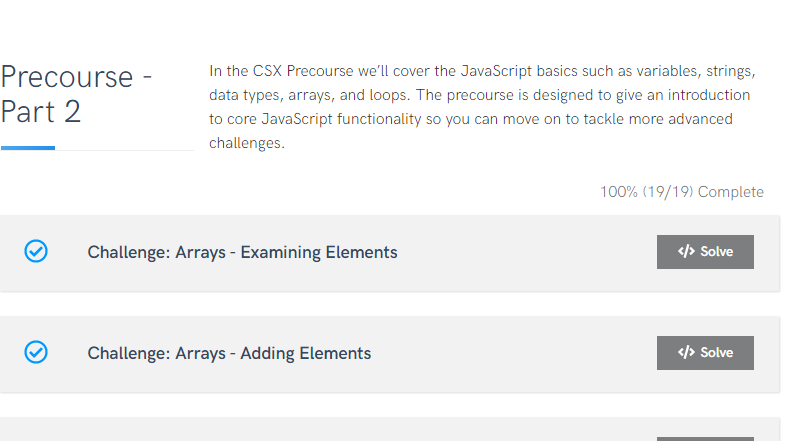 Precourse -
Part 2
In the CSX Precourse we’ll cover the JavaScript basics such as variables, strings,
data types, arrays, and loops. The precourse is designed to give an introduction
to core JavaScript functionality so you can move on to tackle more advanced
challenges.
100% (19/19) Complete
Challenge: Arrays - Examining Elements
</> Solve
Challenge: Arrays - Adding Elements
</> Solve